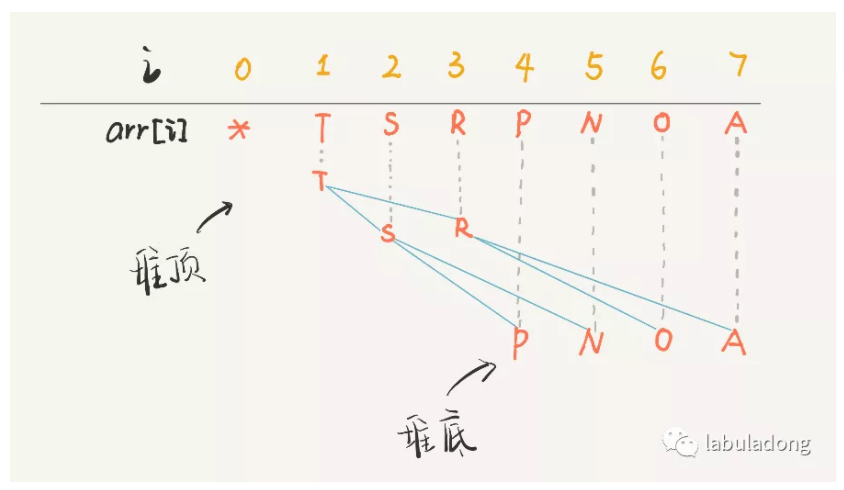 i 0 1 2 3 4 5 6 7
arr[i] * T S R P N O A
T
S R
堆顶
P N O A
堆底
labuladong